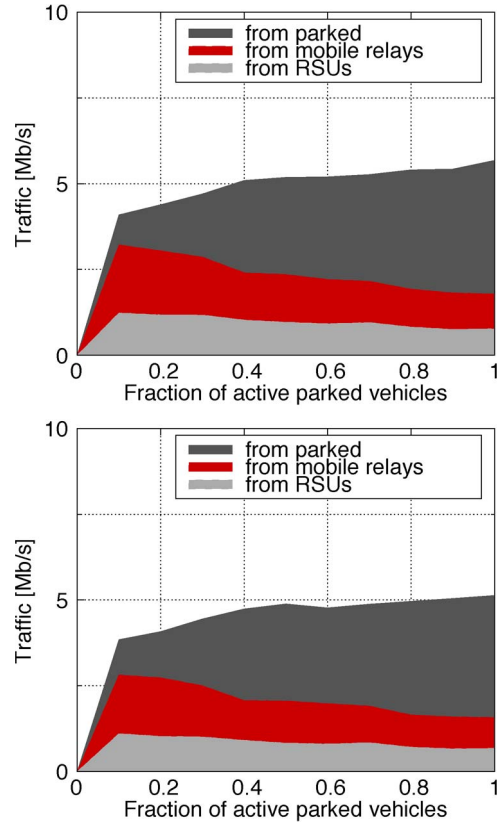 10
from parked
from mobile relays
from RSUs
Traffic [Mb/s]
5
0
0 0.2 0.4 0.6 0.8 1
Fraction of active parked vehicles
10
from parked
from mobile relays
from RSUs
Traffic [Mb/s]
5
0
0 0.2 0.4 0.6 0.8 1
Fraction of active parked vehicles